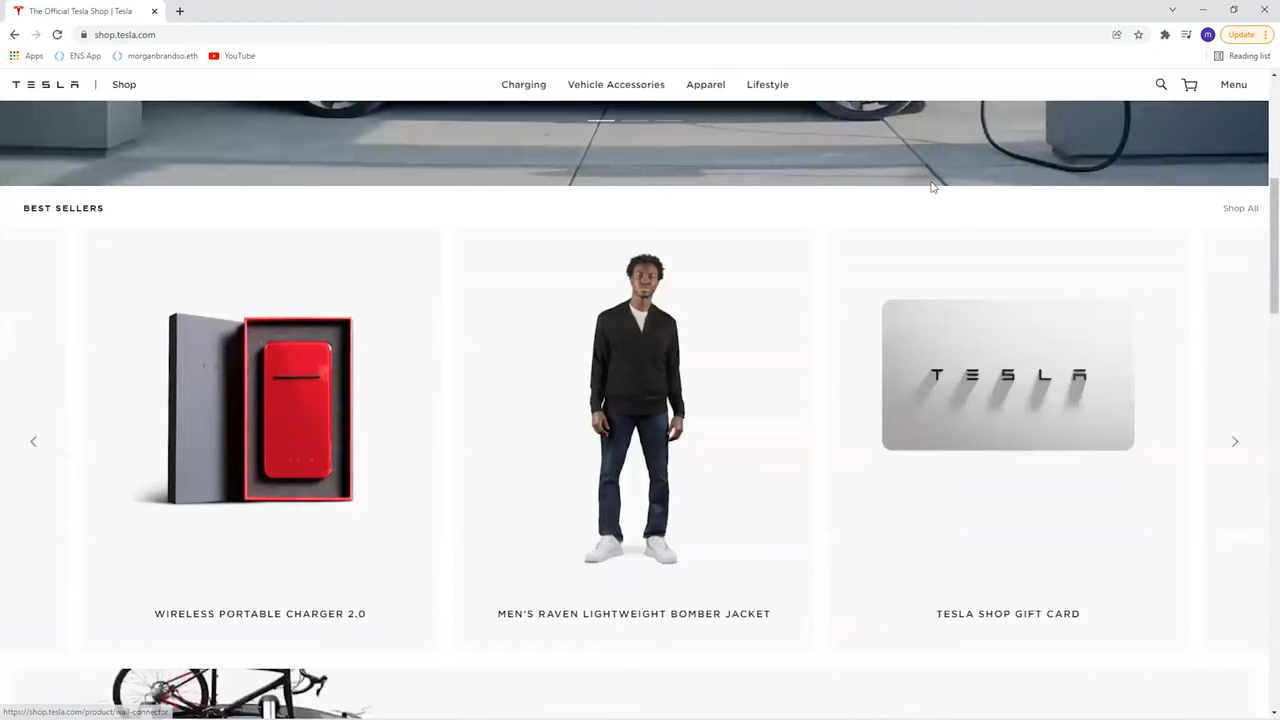 The Official Tesla Shop | Tesla
shop.tesla.com
Update
Apps
ENS App
morganbrandso.eth
YouTube
Reading list
TESLA | Shop
Charging
Vehicle Accessories
Apparel
Lifestyle
Menu
BEST SELLERS
Shop All
TESLA
WIRELESS PORTABLE CHARGER 2.0
MEN'S RAVEN LIGHTWEIGHT BOMBER JACKET
TESLA SHOP GIFT CARD
https://shop.tesla.com/product/wall-connector